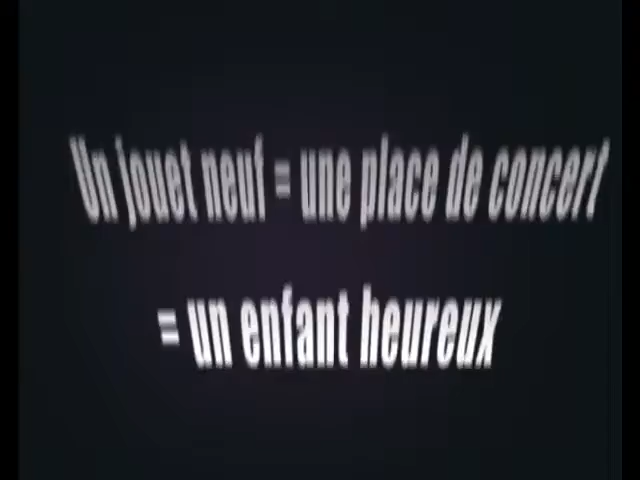 Un jouet neuf = une place de concert
= un enfant heureux